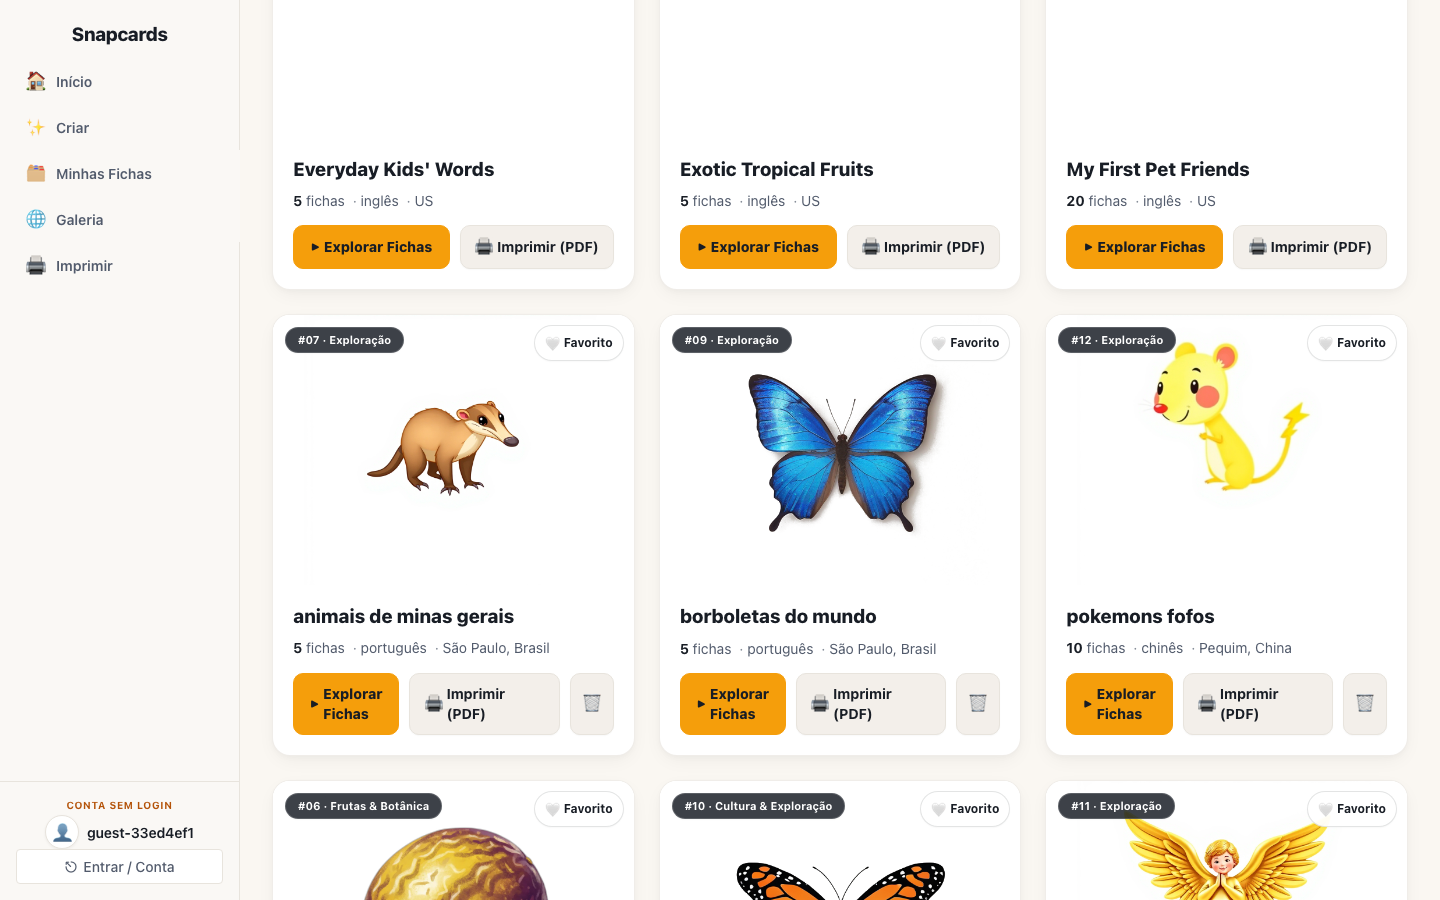 Snapcards
Início
Criar
Minhas Fichas
Galeria
Imprimir
CONTA SEM LOGIN
guest-33ed4ef1
Entrar / Conta
Everyday Kids' Words
5 fichas · inglês · US
Explorar Fichas
Imprimir (PDF)
Exotic Tropical Fruits
5 fichas · inglês · US
Explorar Fichas
Imprimir (PDF)
My First Pet Friends
20 fichas · inglês · US
Explorar Fichas
Imprimir (PDF)
#07 · Exploração
Favorito
animais de minas gerais
5 fichas · português · São Paulo, Brasil
Explorar
Fichas
Imprimir
(PDF)
#09 · Exploração
Favorito
borboletas do mundo
5 fichas · português · São Paulo, Brasil
Explorar
Fichas
Imprimir
(PDF)
#12 · Exploração
Favorito
pokemons fofos
10 fichas · chinês · Pequim, China
Explorar
Fichas
Imprimir
(PDF)
#06 · Frutas & Botânica
Favorito
#10 · Cultura & Exploração
Favorito
#11 · Exploração
Favorito